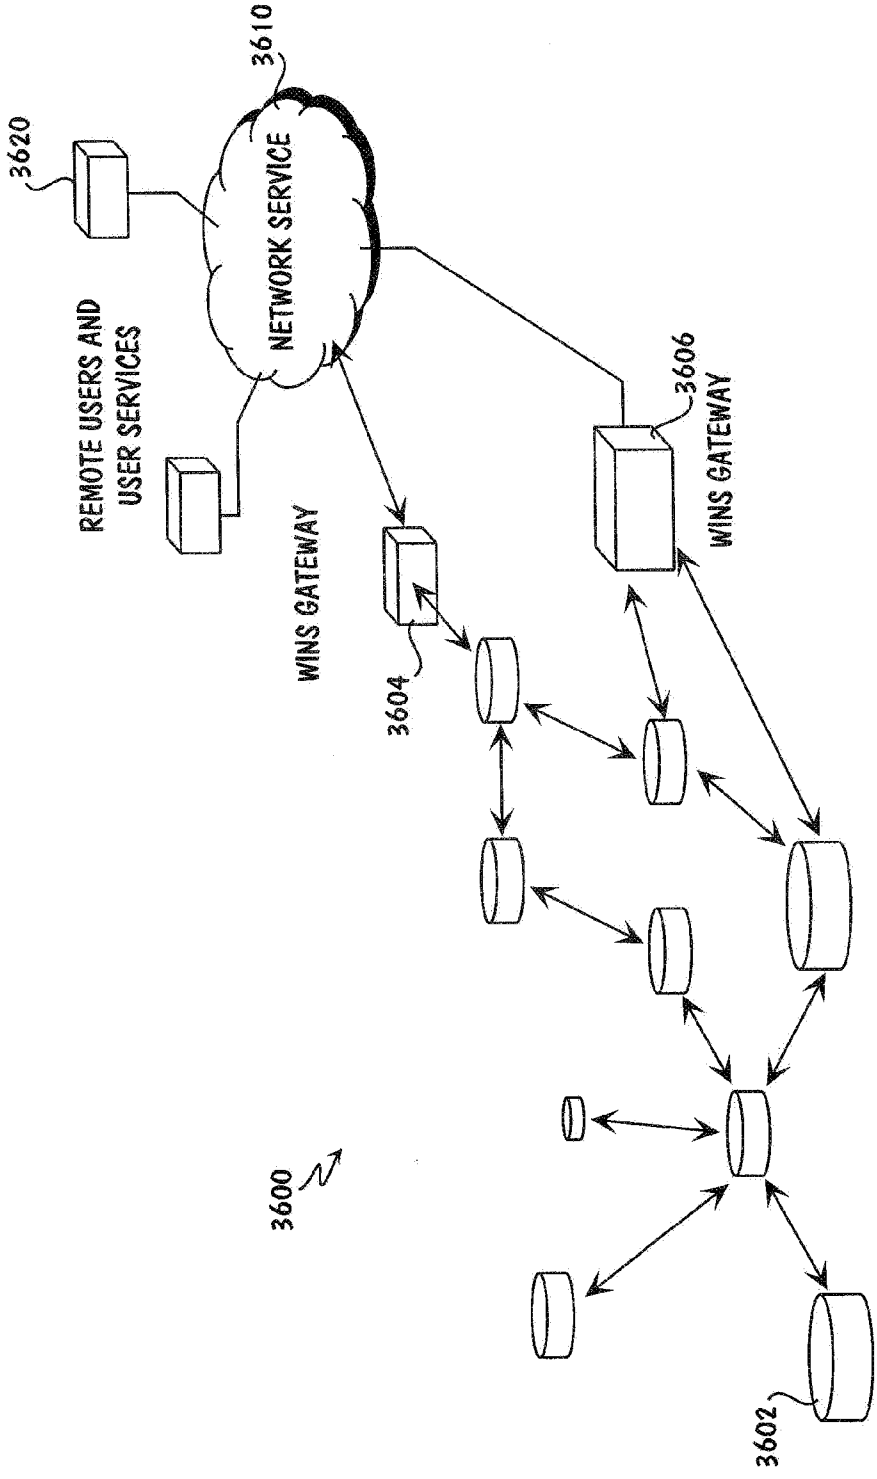 3620
3610
REMOTE USERS AND
USER SERVICES
NETWORK SERVICE
WINS GATEWAY
3604
3606
WINS GATEWAY
3600
3602